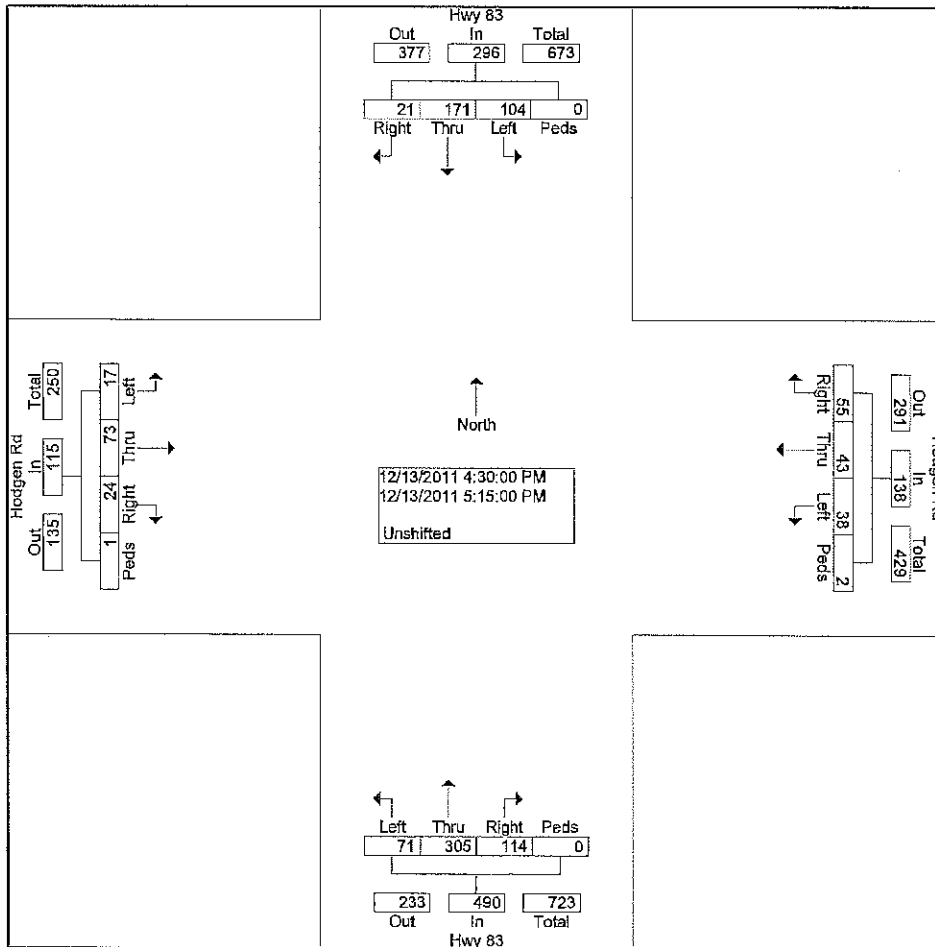 Hwy 83
Out In Total
377 296 673
21 171 104 0
Right Thru Left Peds
Hodgen Rd
Total In Out
250 115 135
17 73 24 1
Left Thru Right Peds
North
12/13/2011 4:30:00 PM
12/13/2011 5:15:00 PM
Unshifted
Right Thru Left Peds
55 43 38 2
Out In Total
291 138 429
Hodgen Rd
Left Thru Right Peds
71 305 114 0
233 490 723
Out In Total
Hwy 83